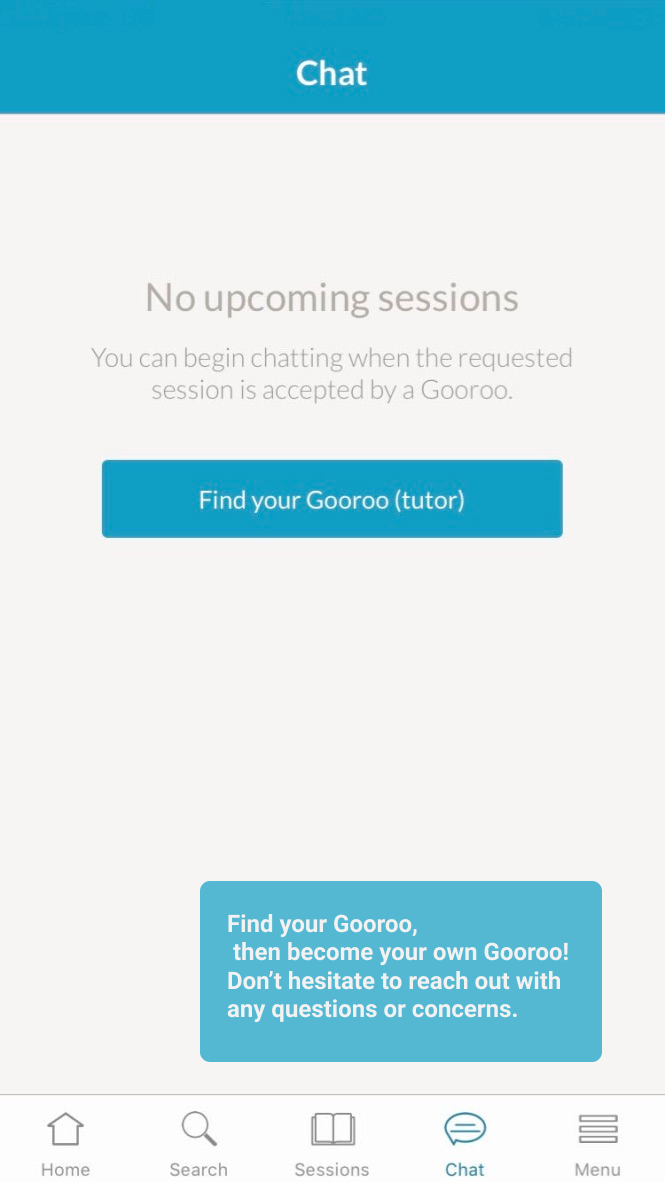 Chat
No upcoming sessions
You can begin chatting when the requested
session is accepted by a Gooroo.
Find your Gooroo (tutor)
Find your Gooroo,
then become your own Gooroo!
Don’t hesitate to reach out with
any questions or concerns.
Home
Search
Sessions
Chat
Menu